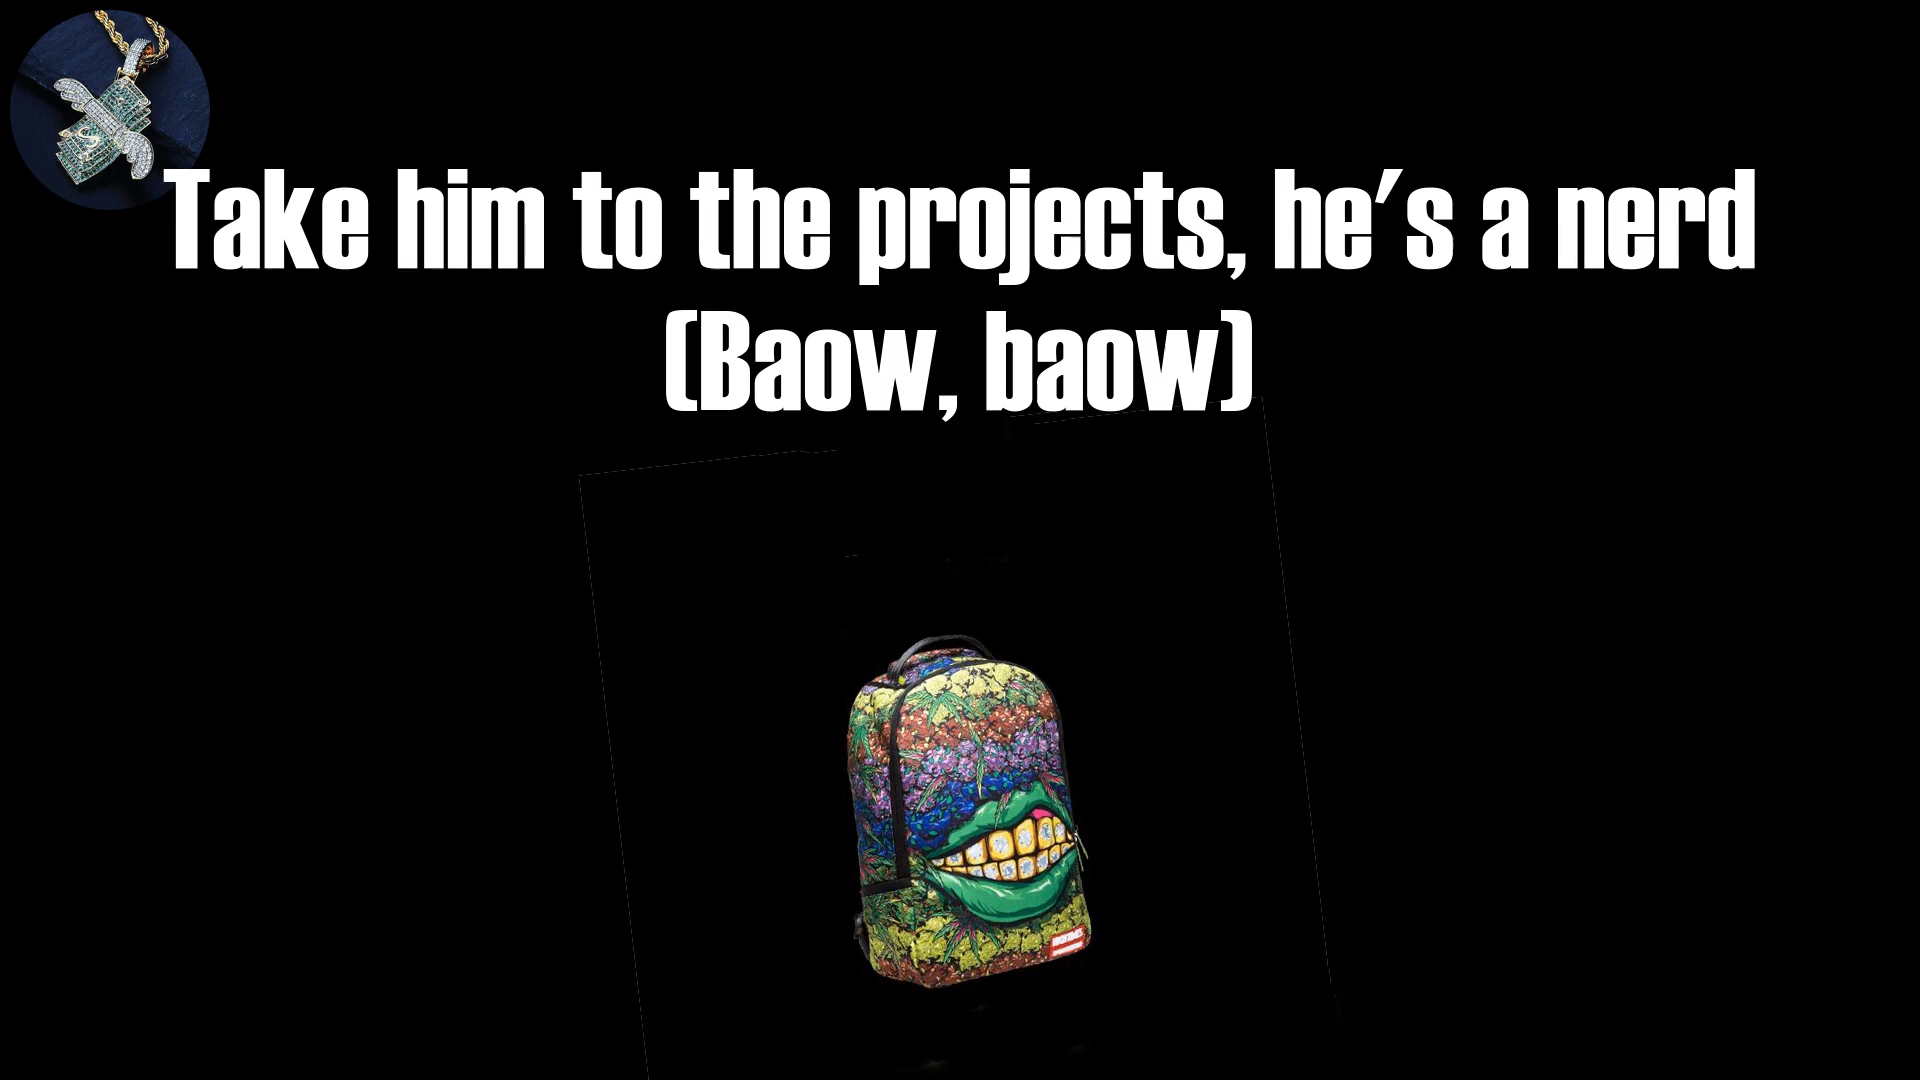 Take him to the projects, he's a nerd
(Baow, baow)